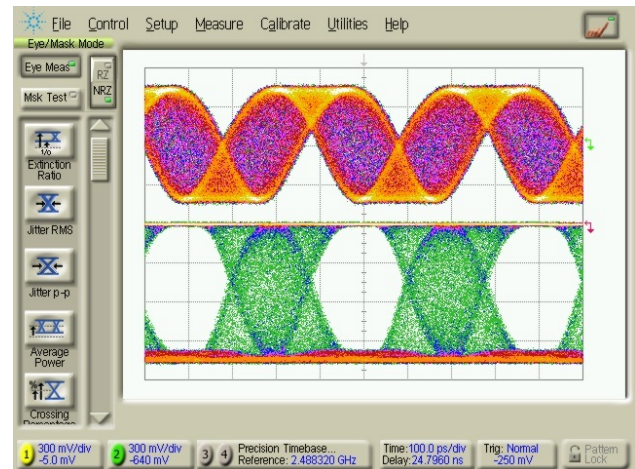 File Control Setup Measure Calibrate Utilities Help
Eye/Mask Mode
Eye Meas
RZ
NRZ
Msk Test
1/0
Extinction
Ratio
Jitter RMS
Jitter p-p
Average
Power
%
Crossing
1 300 mV/div
-5.0 mV
2 300 mV/div
-640 mV
3 4 Precision Timebase...
Reference: 2.488320 GHz
Time:100.0 ps/div
Delay:24.7960 ns
Trig: Normal
-250 mV
Pattern
Lock